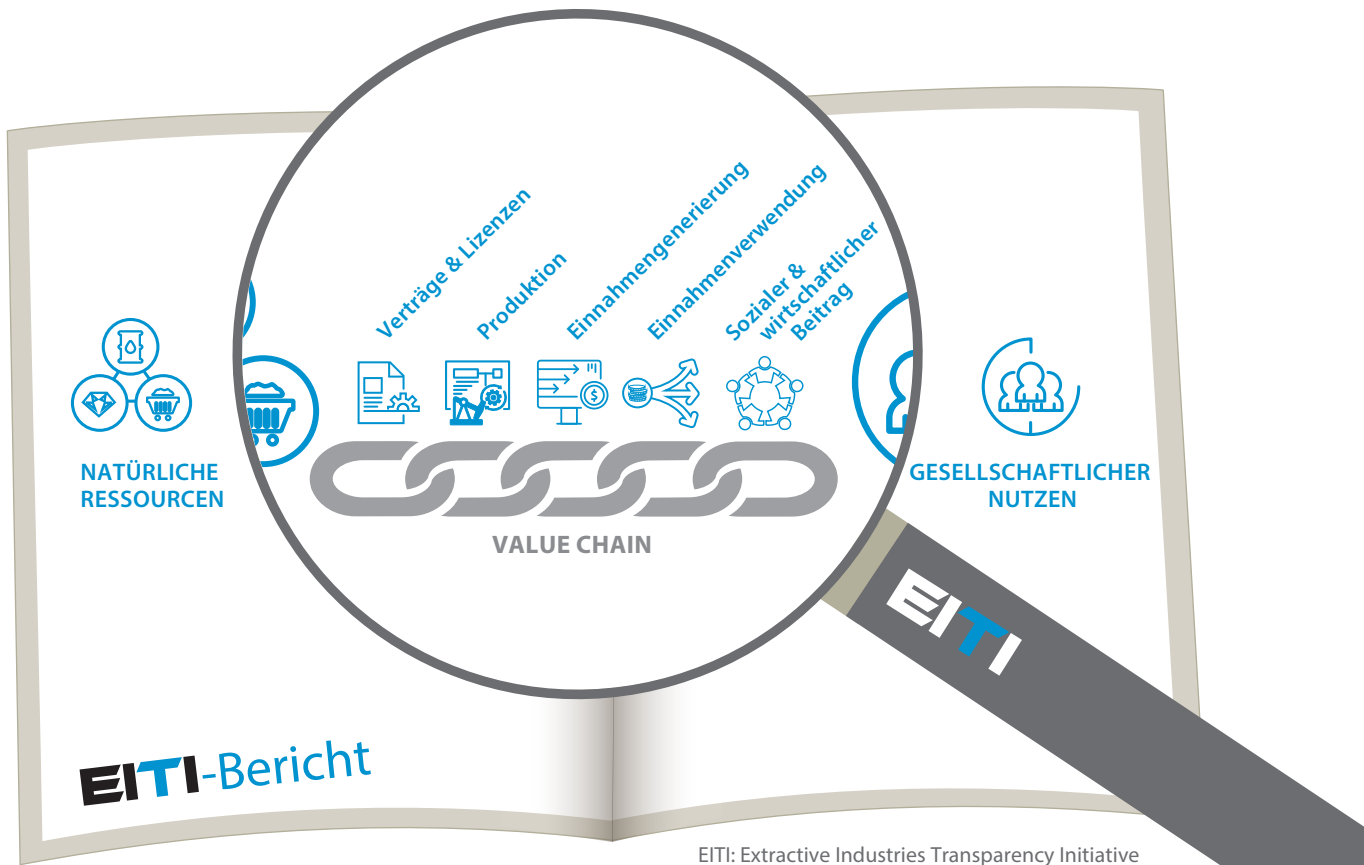 Verträge & Lizenzen
Produktion
Einnahmengenerierung
Einnahmenverwendung
Sozialer &
wirtschaftlicher
Beitrag
NATÜRLICHE
RESSOURCEN
$
GESELLSCHAFTLICHER
NUTZEN
VALUE CHAIN
EITI
EITI-Bericht
EITI: Extractive Industries Transparency Initiative